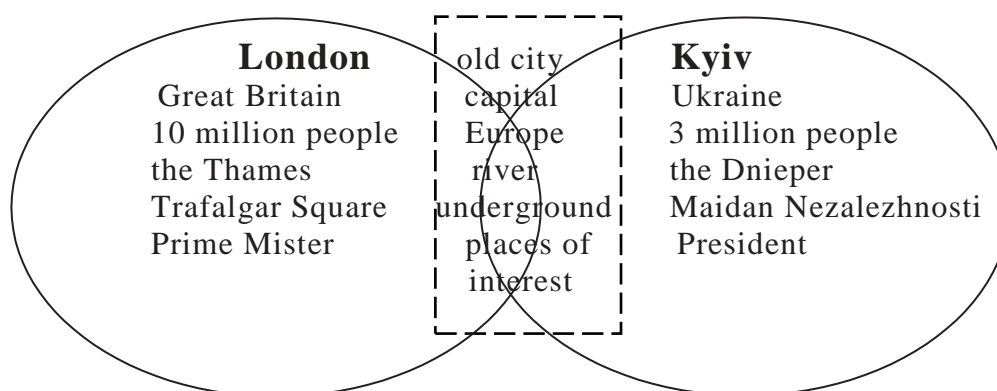 London
Great Britain
10 million people
the Thames
Trafalgar Square
Prime Mister
old city
capital
Europe
river
underground
places of
interest
Kyiv
Ukraine
3 million people
the Dnieper
Maidan Nezalezhnosti
President